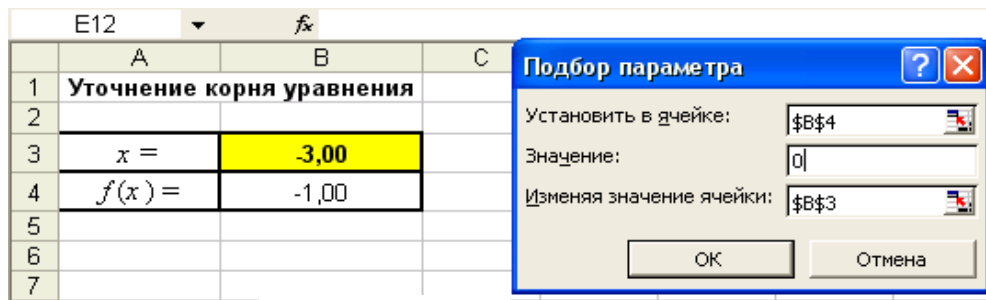 E12 fx
A B C
1 Уточнение корня уравнения
2
3 x = -3,00
4 f(x) = -1,00
5
6
7
Подбор параметра
Установить в ячейке: $B$4
Значение: 0
Изменяя значение ячейки: $B$3
ОК Отмена